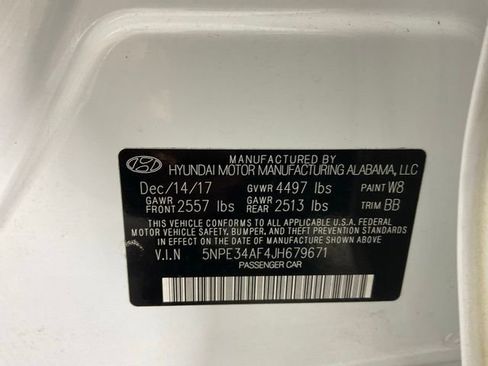 MANUFACTURED BY
HYUNDAI MOTOR MANUFACTURING ALABAMA, LLC
Dec/14/17 GVWR 4497 lbs PAINT W8
GAWR FRONT 2557 lbs GAWR REAR 2513 lbs TRIM BB
THIS VEHICLE CONFORMS TO ALL APPLICABLE U.S.A. FEDERAL
MOTOR VEHICLE SAFETY, BUMPER, AND THEFT PREVENTION STANDARDS
IN EFFECT ON THE DATE OF MANUFACTURE SHOWN ABOVE.
V.I.N 5NPE34AF4JH679671
PASSENGER CAR